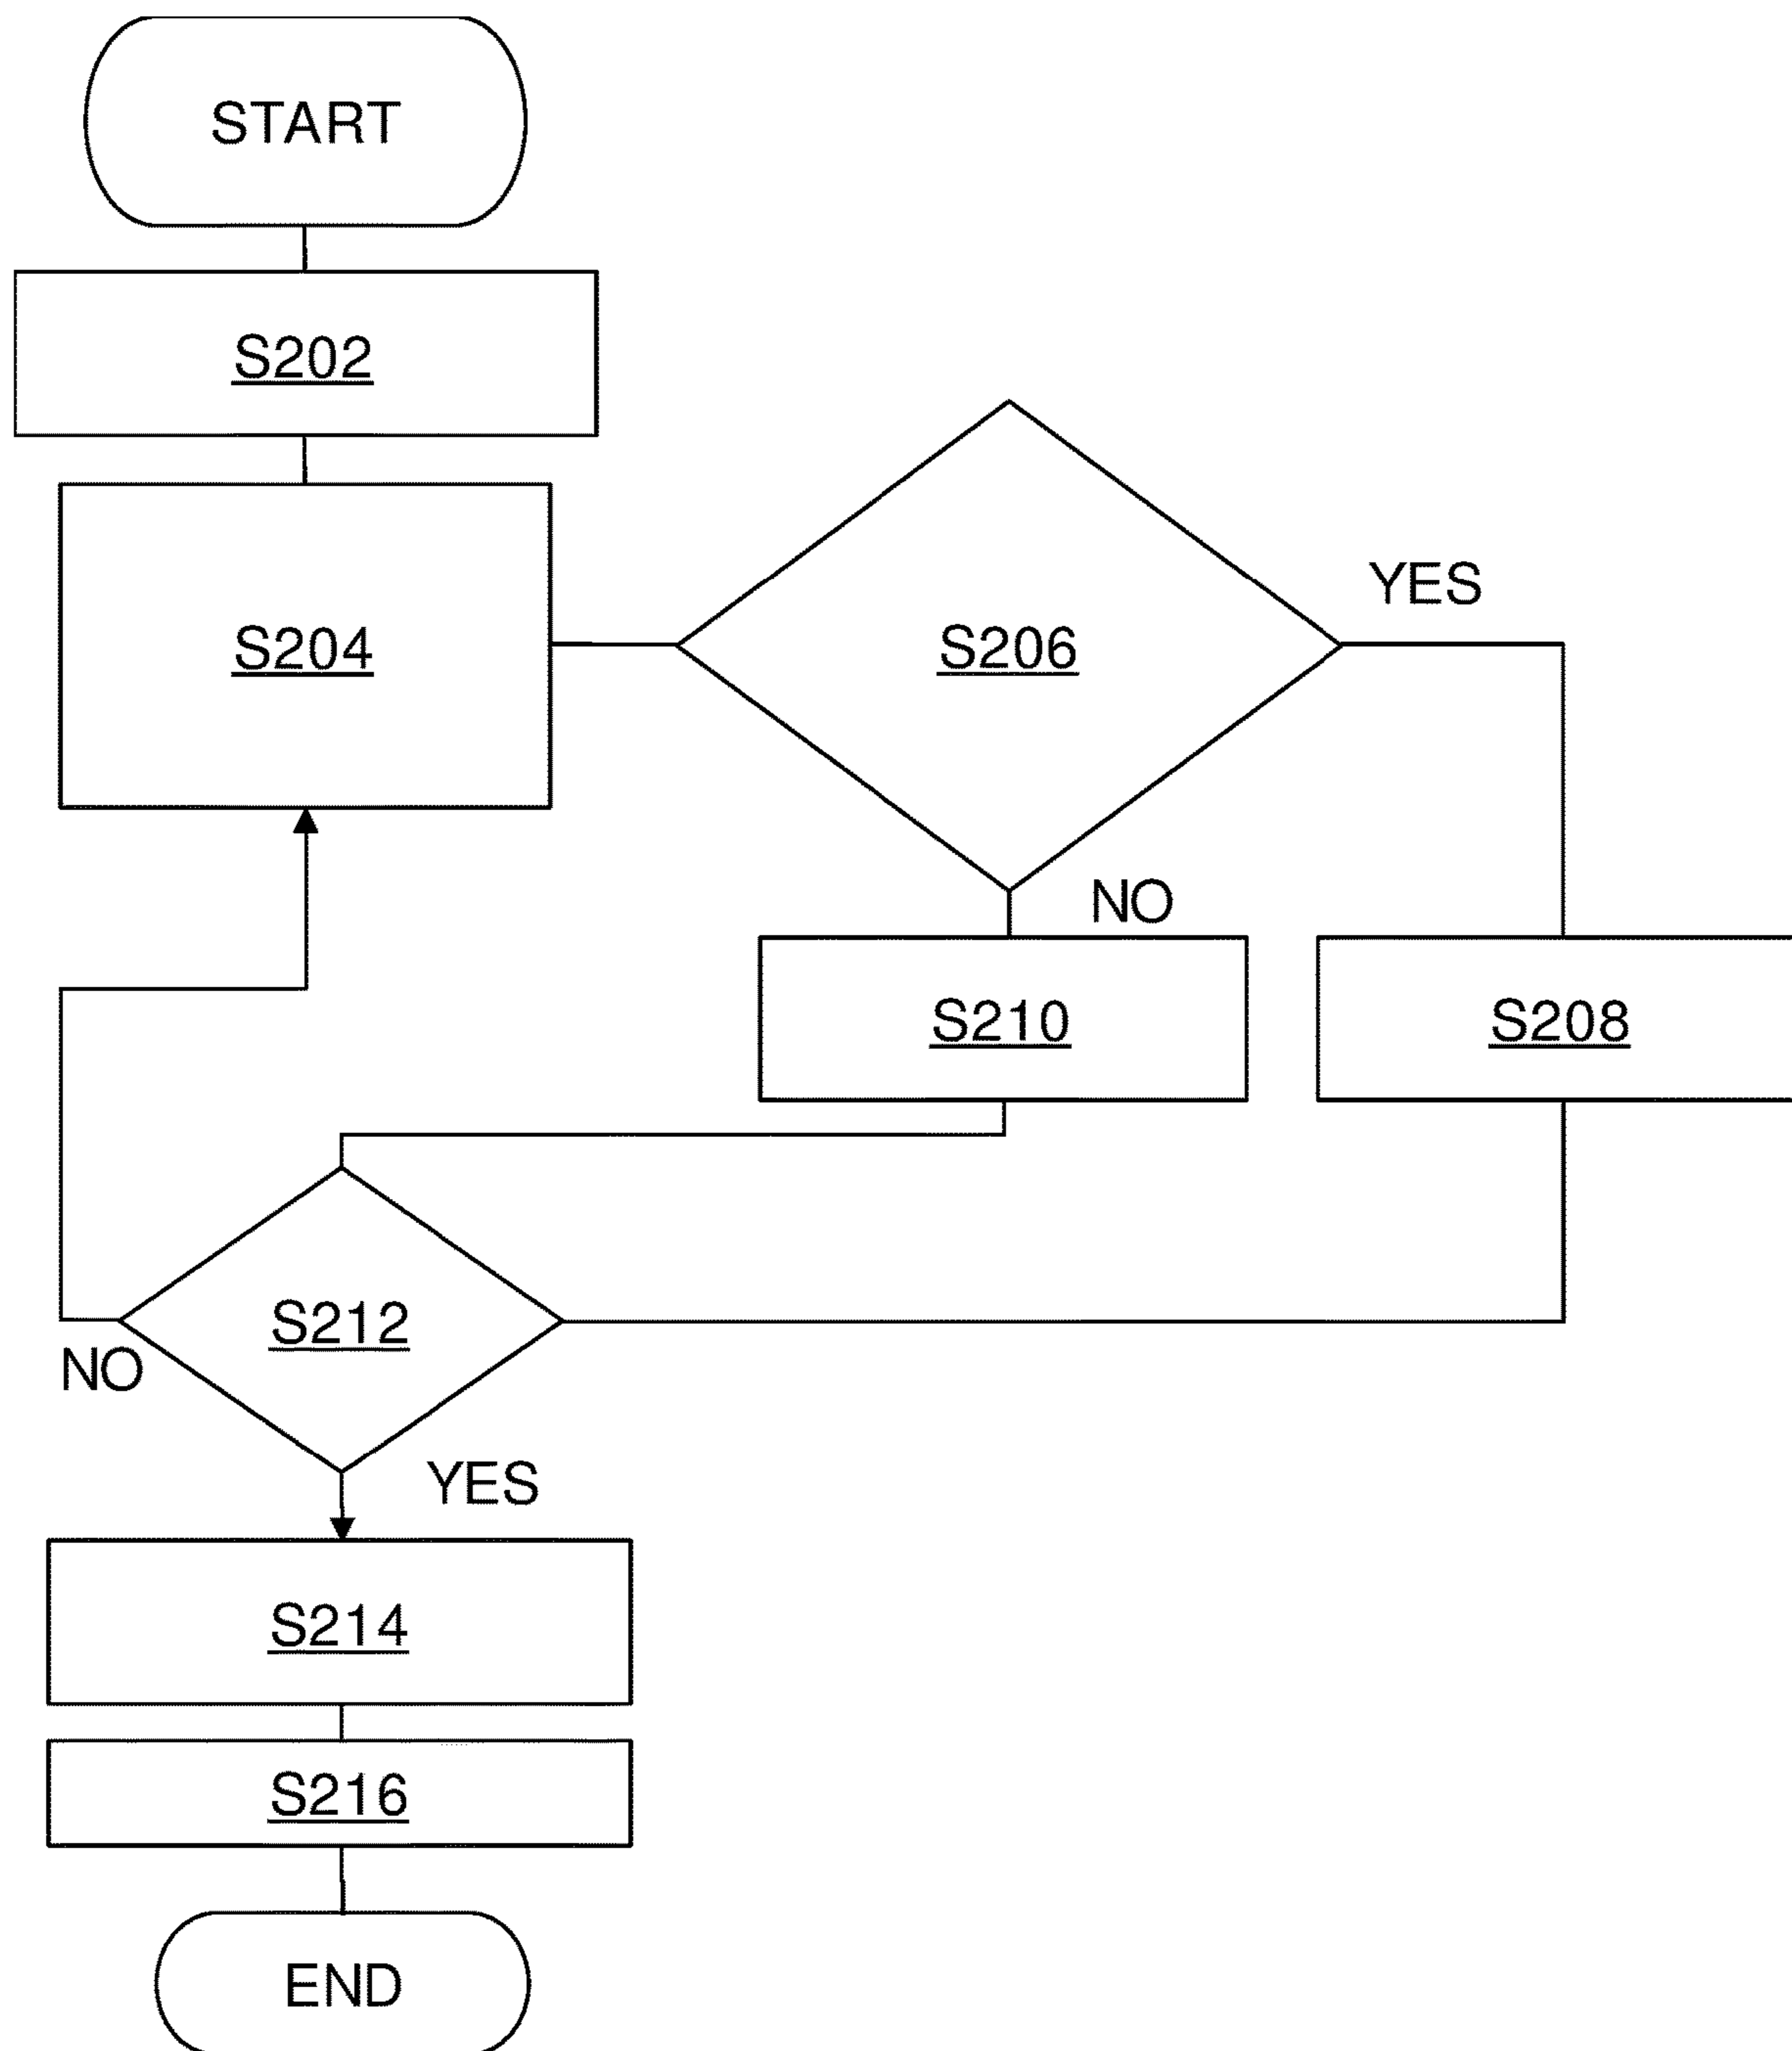 START
S202
S204
S206
YES
NO
S210
S208
S212
NO
YES
S214
S216
END